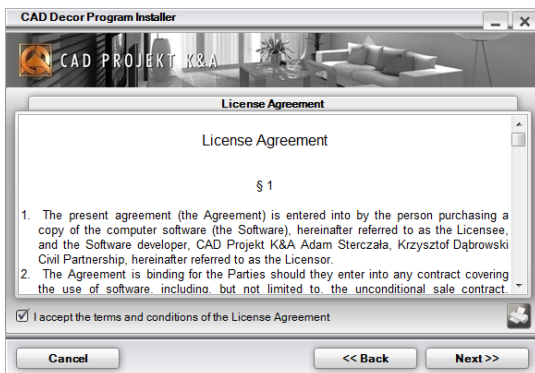 CAD Decor Program Installer
CAD PROJEKT K&A
License Agreement
License Agreement
§ 1
1. The present agreement (the Agreement) is entered into by the person purchasing a
copy of the computer software (the Software), hereinafter referred to as the Licensee,
and the Software developer, CAD Projekt K&A Adam Sterczała, Krzysztof Dąbrowski
Civil Partnership, hereinafter referred to as the Licensor.
2. The Agreement is binding for the Parties should they enter into any contract covering
the use of software, including, but not limited to, the unconditional sale contract,
I accept the terms and conditions of the License Agreement
Cancel
<< Back
Next >>